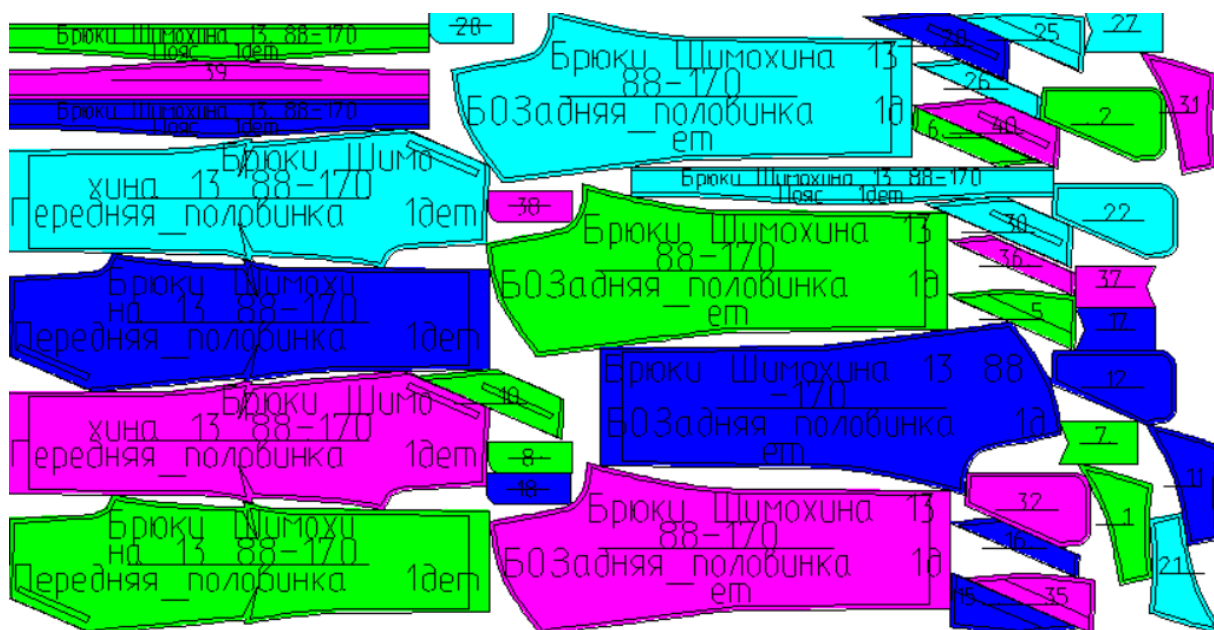 Брюки Шимохина 13 88-170
Пояс 1дет
39
Брюки Шимохина 13 88-170
Пояс 1дет
28
Брюки Шимохина 13
88-170
БОЗадняя_половинка 1д
ет
20
25
27
26
6
40
2
31
Брюки Шимо
хина 13 88-170
Передняя_половинка 1дет
38
Брюки Шимохина 13 88-170
Пояс 1дет
30
22
Брюки Шимохина 13
88-170
БОЗадняя_половинка 1д
ет
36
37
5
17
Брюки Шимохи
на 13 88-170
Передняя_половинка 1дет
Брюки Шимохина 13 88
-170
БОЗадняя_половинка 1д
ет
12
7
11
Брюки Шимо
хина 13 88-170
Передняя_половинка 1дет
10
8
18
Брюки Шимохина 13
88-170
БОЗадняя_половинка 1д
ет
32
1
16
21
15
35
Брюки Шимохи
на 13 88-170
Передняя_половинка 1дет